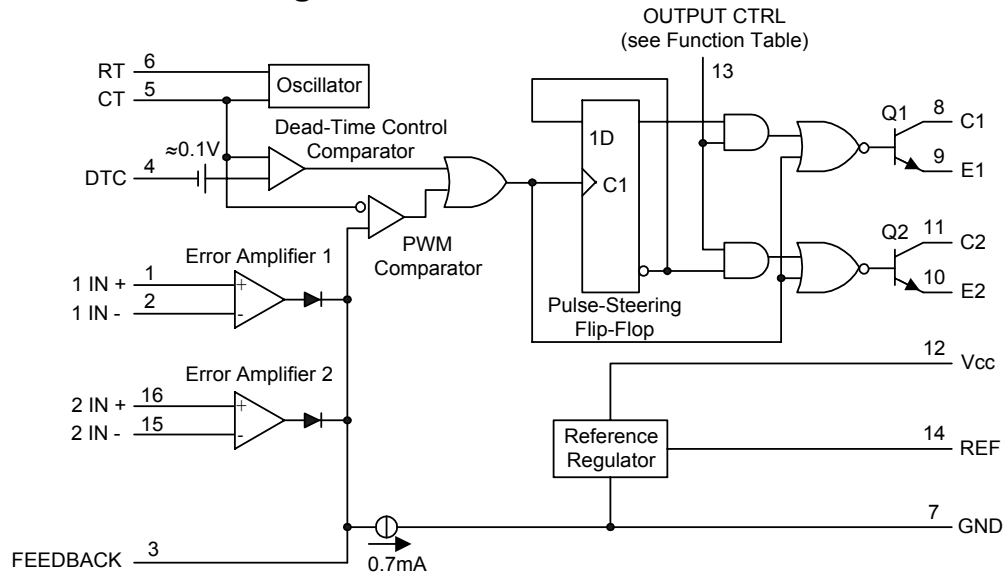 OUTPUT CTRL
(see Function Table)
13
RT 6
CT 5
Oscillator
Dead-Time Control
Comparator
≈0.1V
DTC 4
1D
C1
Q1
8 C1
9 E1
PWM
Comparator
Q2
11 C2
10 E2
Pulse-Steering
Flip-Flop
Error Amplifier 1
1 IN + 1
+
1 IN - 2
-
Error Amplifier 2
2 IN + 16
+
2 IN - 15
-
12 Vcc
Reference
Regulator
14 REF
7 GND
FEEDBACK 3
0.7mA